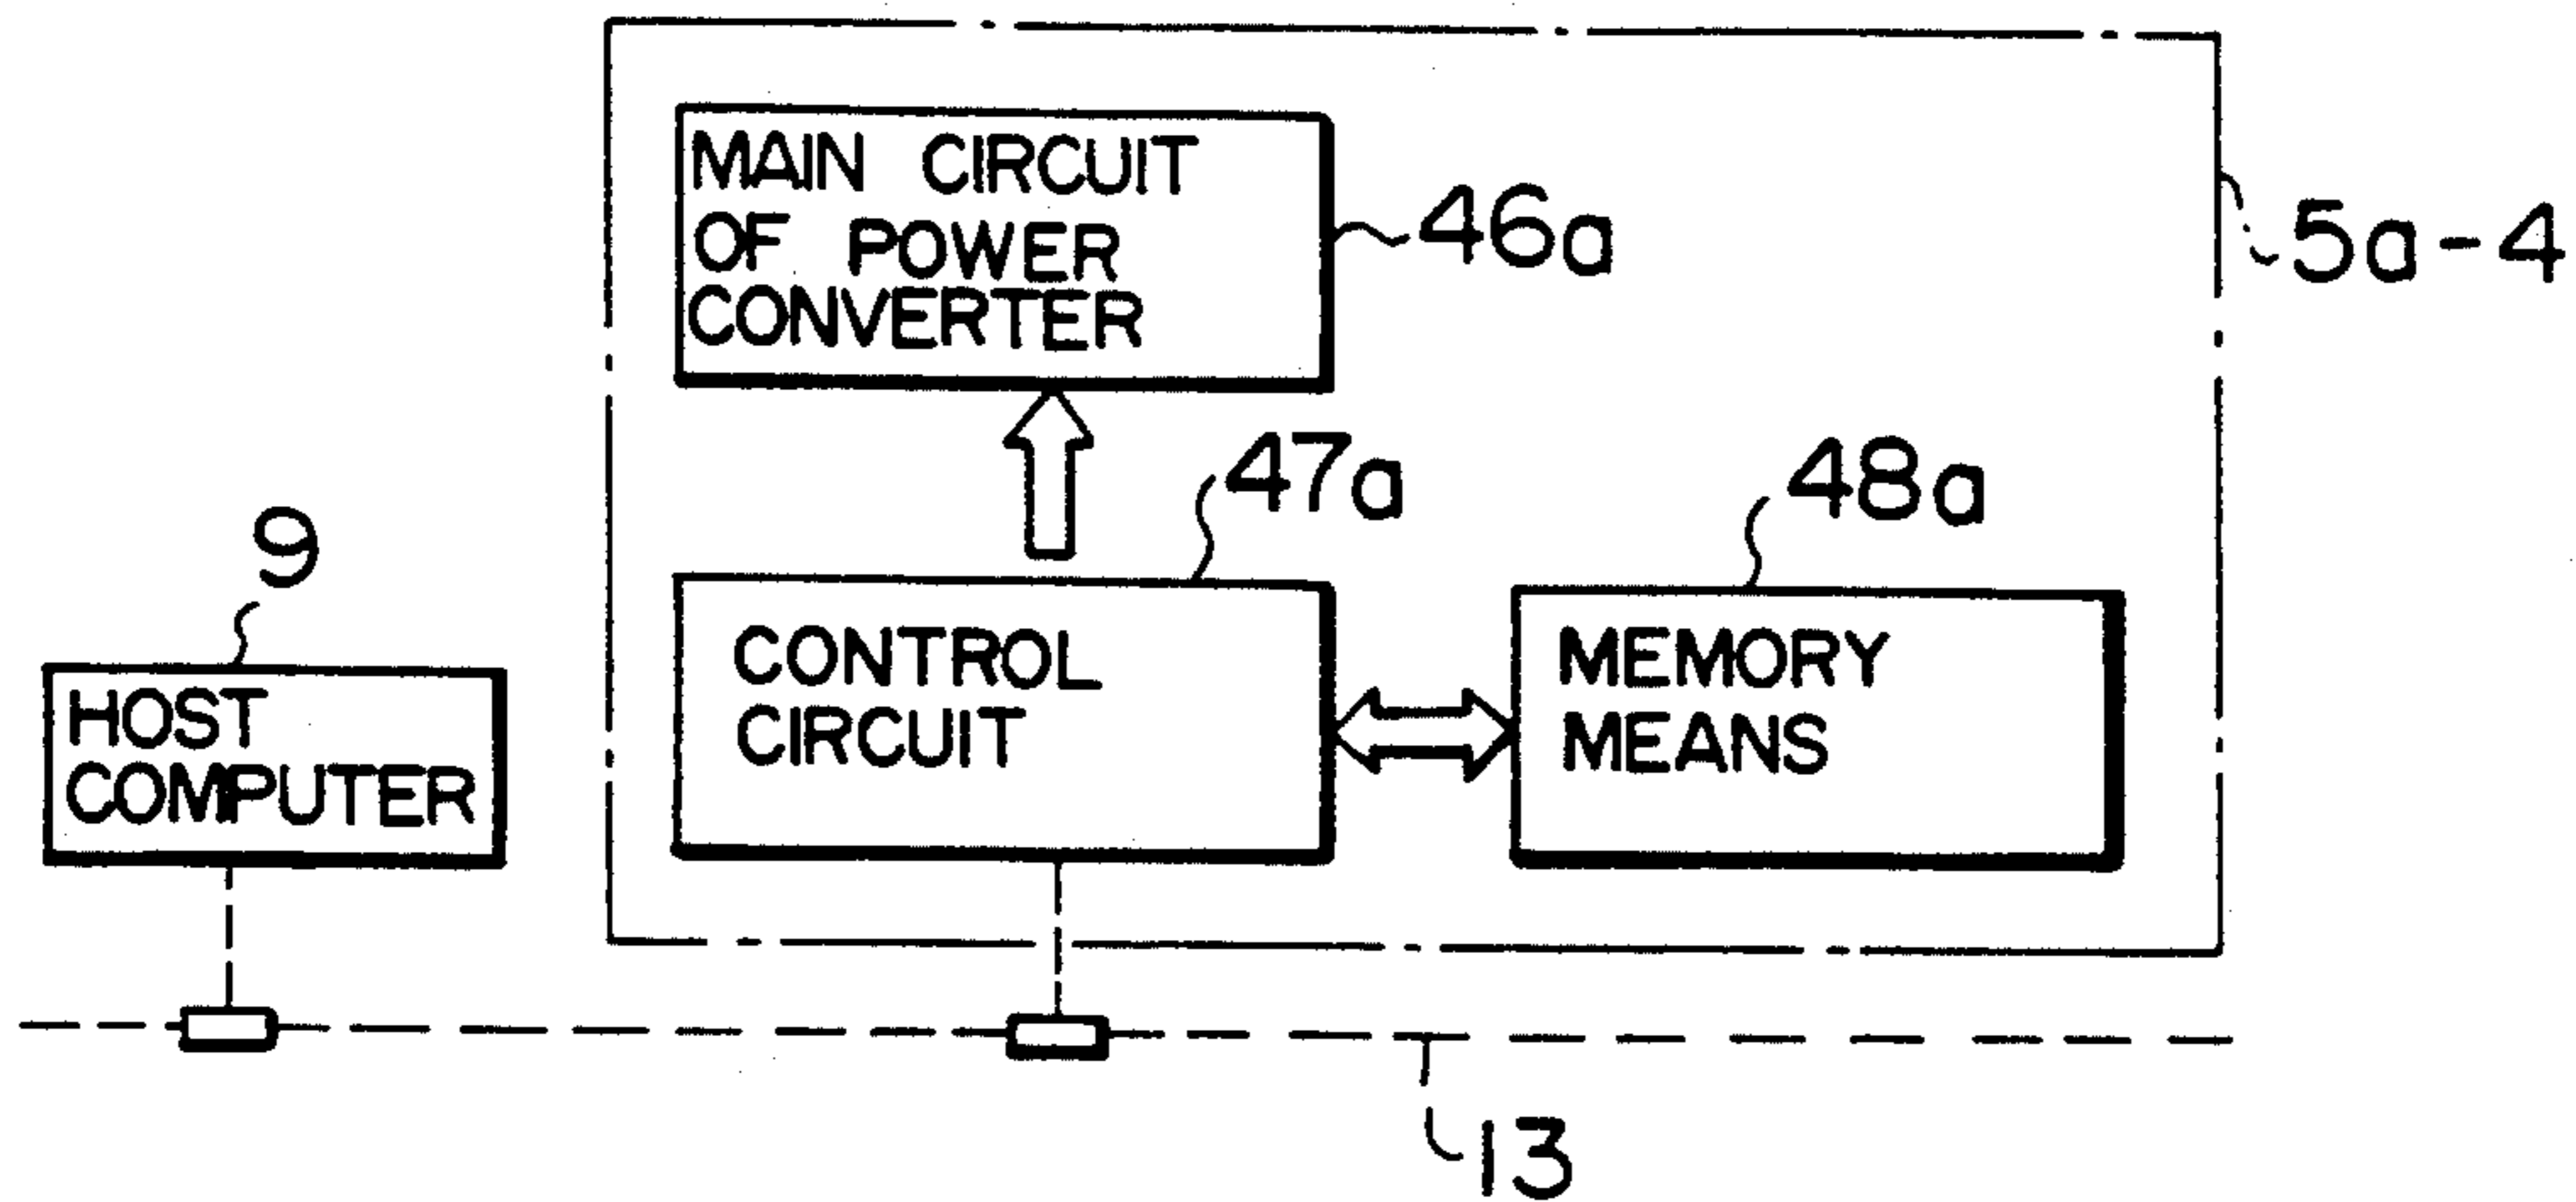 MAIN CIRCUIT
OF POWER
CONVERTER
46a
5a-4
47a
48a
9
CONTROL
CIRCUIT
MEMORY
MEANS
HOST
COMPUTER
13